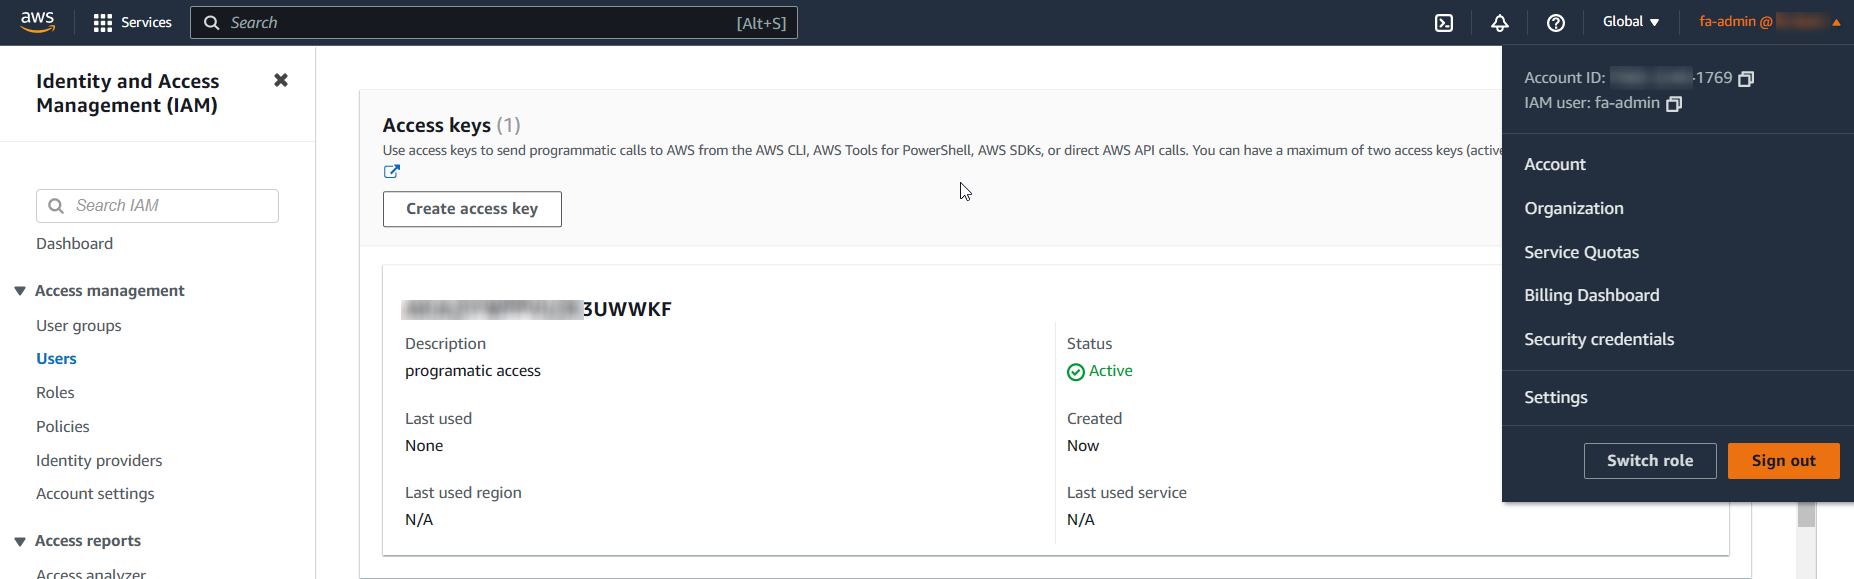 aws
Services
Search
[Alt+S]
Global
fa-admin @
Identity and Access
Management (IAM)
Search IAM
Dashboard
Access management
User groups
Users
Roles
Policies
Identity providers
Account settings
Access reports
Access analyzer
Access keys (1)
Use access keys to send programmatic calls to AWS from the AWS CLI, AWS Tools for PowerShell, AWS SDKs, or direct AWS API calls. You can have a maximum of two access keys (active
Create access key
3UWWKF
Description
programatic access
Status
Active
Last used
None
Created
Now
Last used region
N/A
Last used service
N/A
Account ID: -1769
IAM user: fa-admin
Account
Organization
Service Quotas
Billing Dashboard
Security credentials
Settings
Switch role
Sign out